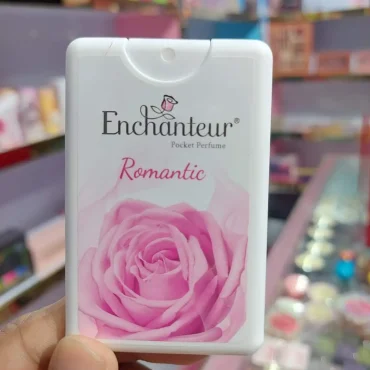 Enchanteur®
Pocket Perfume
Romantic